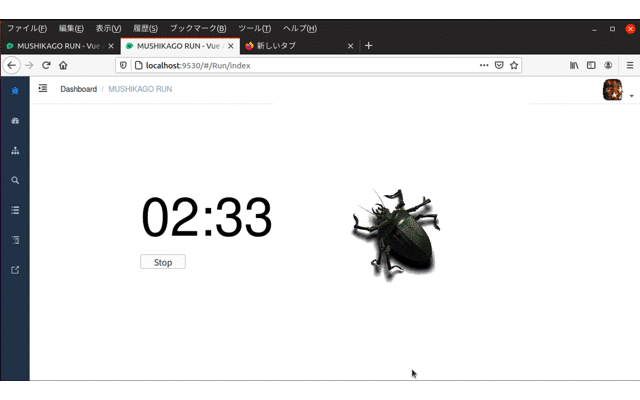 ファイル(F) 編集(E) 表示(V) 履歴(S) ブックマーク(B) ツール(T) ヘルプ(H)
MUSHIKAGO RUN - Vue A MUSHIKAGO RUN - Vue A 新しいタブ
localhost:9530/#/Run/index
Dashboard / MUSHIKAGO RUN
02:33
Stop